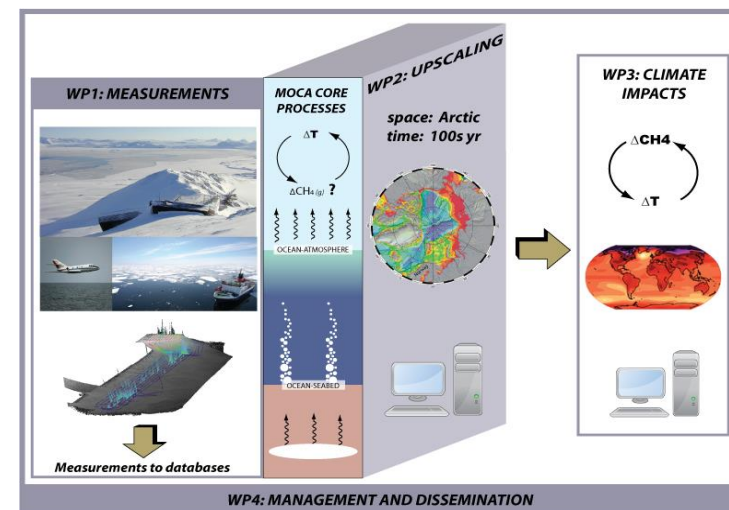 WP1: MEASUREMENTS
Measurements to databases
MOCA CORE
PROCESSES
ΔT
ΔCH4 (g) ?
OCEAN-ATMOSPHERE
OCEAN-SEABED
WP2: UPSCALING
space: Arctic
time: 100s yr
WP3: CLIMATE
IMPACTS
ΔCH4
ΔT
WP4: MANAGEMENT AND DISSEMINATION